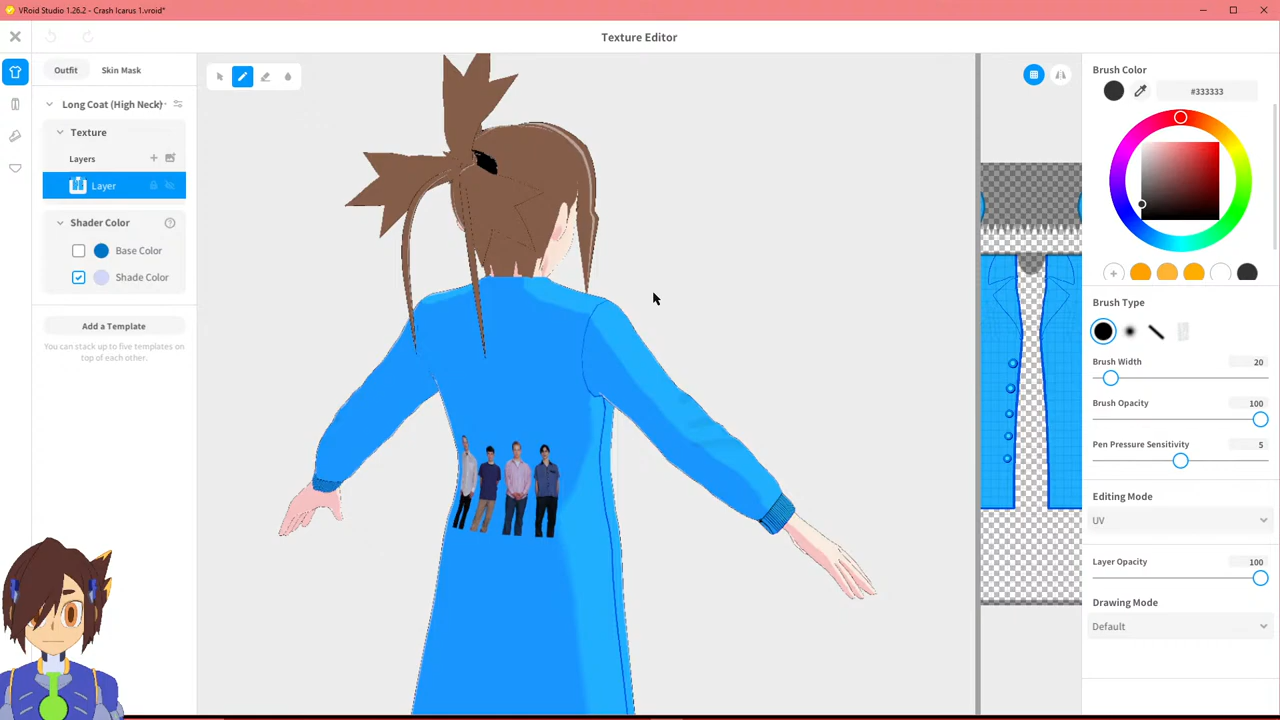 VRoid Studio 1.26.2 - Crash Icarus 1.vroid*
Texture Editor
Outfit
Skin Mask
Long Coat (High Neck)
Texture
Layers
Layer
Shader Color
Base Color
Shade Color
Add a Template
You can stack up to five templates on
top of each other.
Brush Color
#333333
Brush Type
Brush Width 20
Brush Opacity 100
Pen Pressure Sensitivity 5
Editing Mode
UV
Layer Opacity 100
Drawing Mode
Default